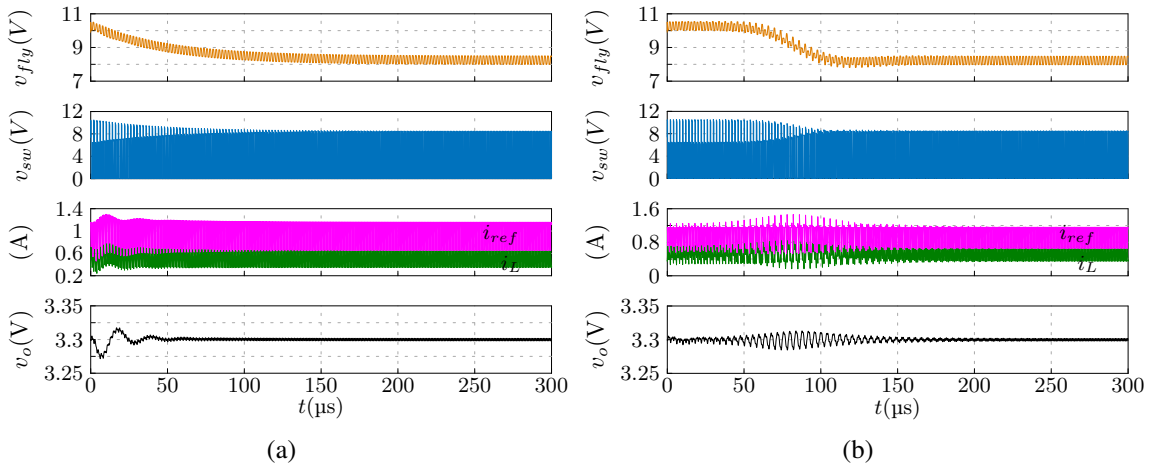 11
9
7
v_fly(V)
12
8
4
0
v_sw(V)
1.4
1
0.6
0.2
(A)
i_ref
i_L
3.35
3.3
3.25
v_o(V)
0 50 100 150 200 250 300
t(µs)
(a)
11
9
7
v_fly(V)
12
8
4
0
v_sw(V)
1.6
0.8
0
(A)
i_ref
i_L
3.35
3.3
3.25
v_o(V)
0 50 100 150 200 250 300
t(µs)
(b)